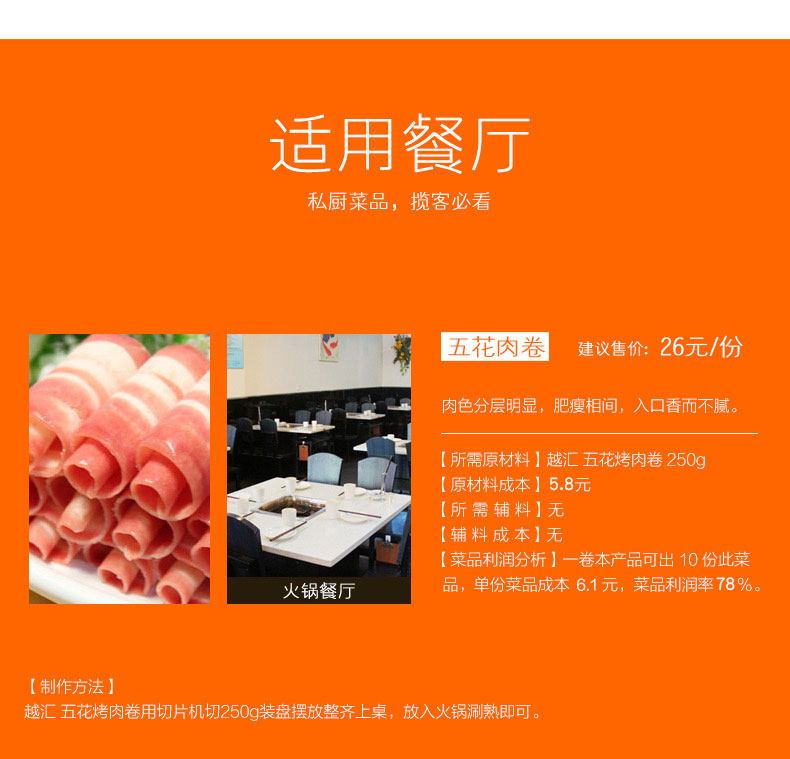 适用餐厅
私厨菜品，揽客必看
五花肉卷 建议售价: 26元/份
肉色分层明显，肥瘦相间，入口香而不腻。
【所需原材料】越汇 五花烤肉卷 250g
【原材料成本】5.8元
【所 需 辅 料】无
【辅 料 成 本】无
【菜品利润分析】一卷本产品可出 10 份此菜
品，单份菜品成本 6.1 元，菜品利润率78%。
火锅餐厅
【制作方法】
越汇 五花烤肉卷用切片机切250g装盘摆放整齐上桌，放入火锅涮熟即可。